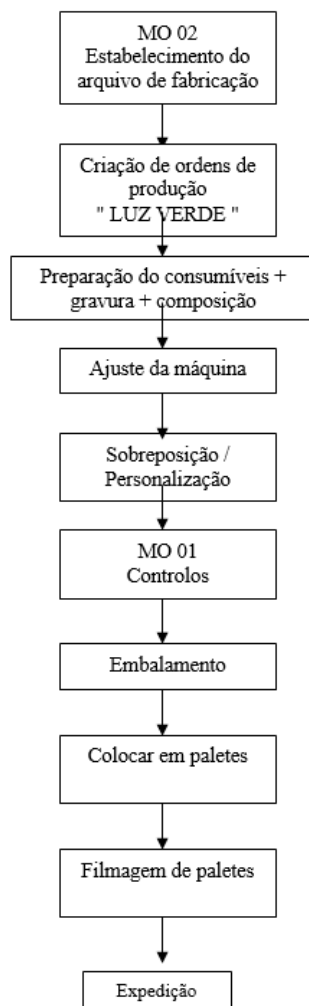 MO 02
Estabelecimento do
arquivo de fabricação
Criação de ordens de
produção
" LUZ VERDE "
Preparação do consumíveis +
gravura + composição
Ajuste da máquina
Sobreposição /
Personalização
MO 01
Controlos
Embalamento
Colocar em paletes
Filmagem de paletes
Expedição